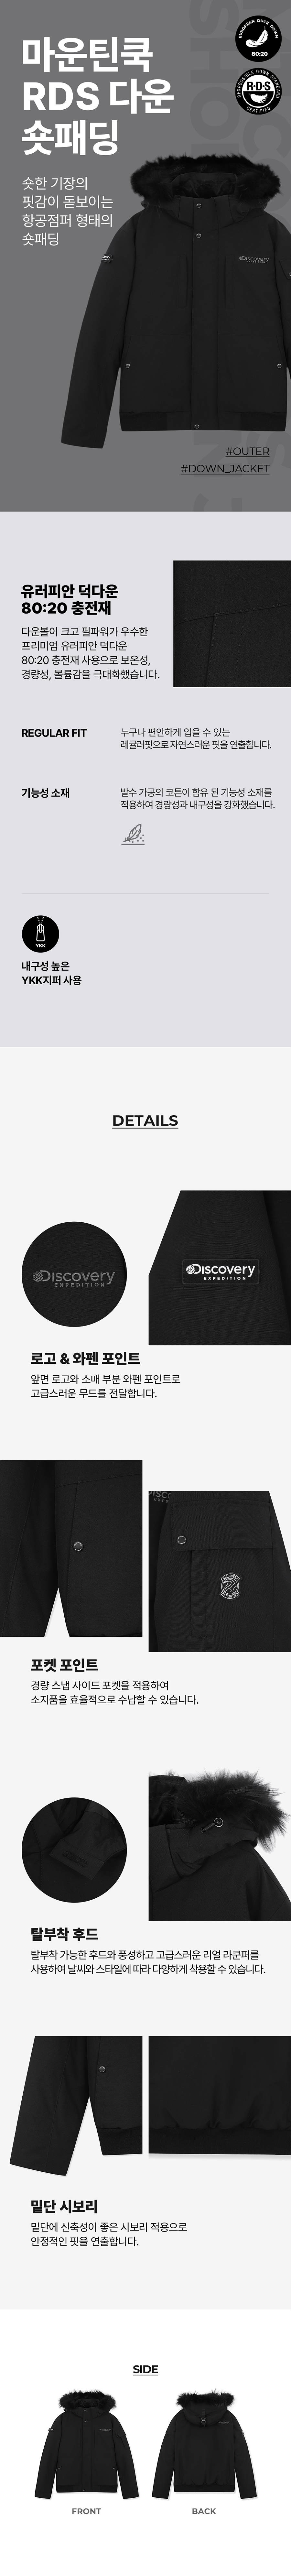 EUROPEAN DUCK DOWN
80:20
RESPONSIBLE DOWN STANDARD
R·D·S
CERTIFIED
마운틴쿡
RDS 다운
숏패딩
숏한 기장의
핏감이 돋보이는
항공점퍼 형태의
숏패딩
Discovery
EXPEDITION
#OUTER
#DOWN_JACKET
유러피안 덕다운
80:20 충전재
다운볼이 크고 필파워가 우수한
프리미엄 유러피안 덕다운
80:20 충전재 사용으로 보온성,
경량성, 볼륨감을 극대화했습니다.
REGULAR FIT
누구나 편안하게 입을 수 있는
레귤러핏으로 자연스러운 핏을 연출합니다.
기능성 소재
발수 가공의 코튼이 함유 된 기능성 소재를
적용하여 경량성과 내구성을 강화했습니다.
YKK
내구성 높은
YKK지퍼 사용
DETAILS
Discovery
EXPEDITION
Discovery
EXPEDITION
로고 & 와펜 포인트
앞면 로고와 소매 부분 와펜 포인트로
고급스러운 무드를 전달합니다.
포켓 포인트
경량 스냅 사이드 포켓을 적용하여
소지품을 효율적으로 수납할 수 있습니다.
탈부착 후드
탈부착 가능한 후드와 풍성하고 고급스러운 리얼 라쿤퍼를
사용하여 날씨와 스타일에 따라 다양하게 착용할 수 있습니다.
밑단 시보리
밑단에 신축성이 좋은 시보리 적용으로
안정적인 핏을 연출합니다.
SIDE
FRONT
BACK